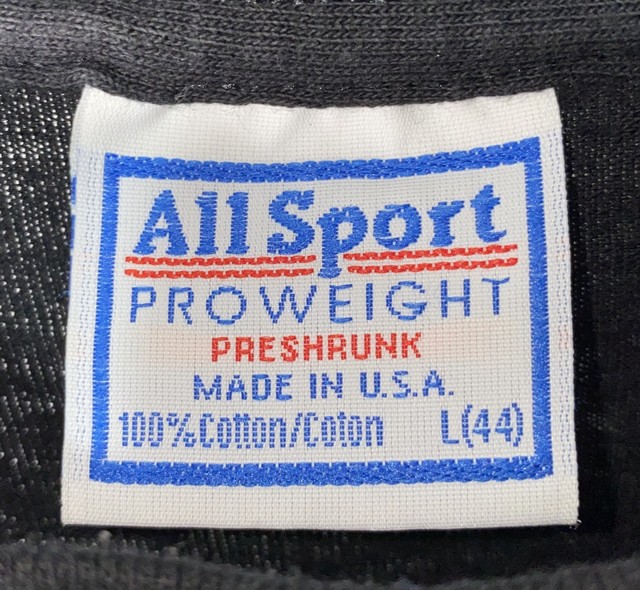 All Sport
PROWEIGHT
PRESHRUNK
MADE IN U.S.A.
100% Cotton/Coton L(44)